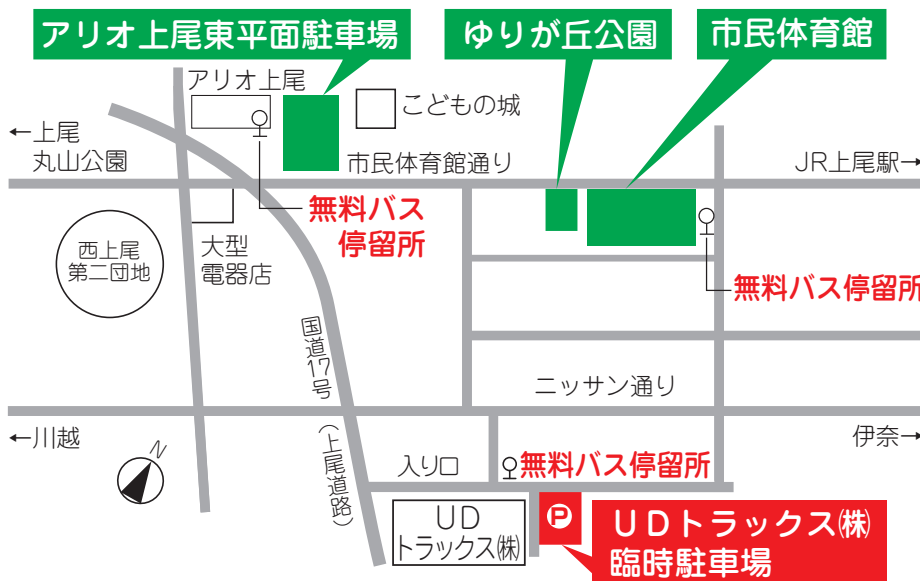 アリオ上尾東平面駐車場
ゆりが丘公園
市民体育館
アリオ上尾
こどもの城
←上尾
丸山公園
市民体育館通り
JR上尾駅→
無料バス
停留所
西上尾
第二団地
大型
電器店
無料バス停留所
国道17号
(上尾道路)
ニッサン通り
←川越
伊奈→
N
入り口
無料バス停留所
UD
トラックス㈱
P
UDトラックス㈱
臨時駐車場